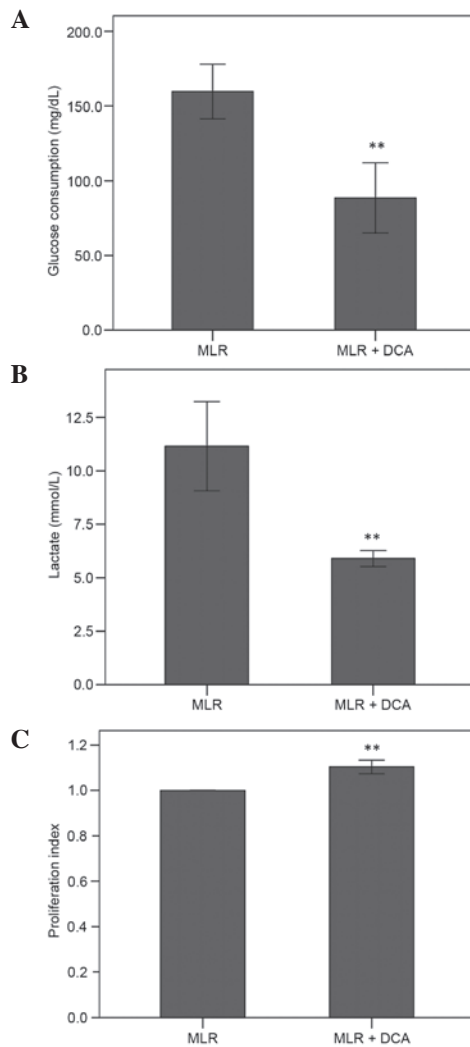 A
Glucose consumption (mg/dL)
200.0
150.0
100.0
50.0
0.0
**
MLR
MLR + DCA
B
Lactate (mmol/L)
12.5
10.0
7.5
5.0
2.5
0.0
**
MLR
MLR + DCA
C
Proliferation index
1.2
1.0
0.8
0.6
0.4
0.2
0.0
**
MLR
MLR + DCA